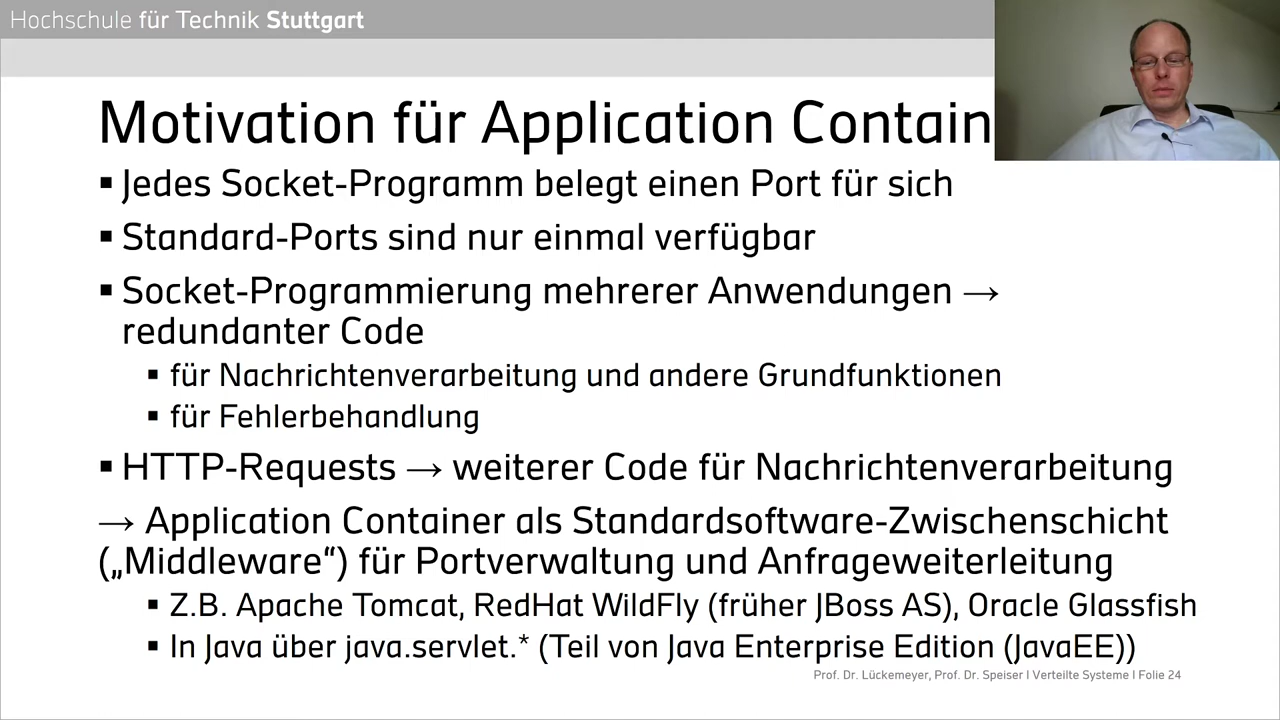 Hochschule für Technik Stuttgart
Motivation für Application Contain
▪ Jedes Socket-Programm belegt einen Port für sich
▪ Standard-Ports sind nur einmal verfügbar
▪ Socket-Programmierung mehrerer Anwendungen →
redundanter Code
▪ für Nachrichtenverarbeitung und andere Grundfunktionen
▪ für Fehlerbehandlung
▪ HTTP-Requests → weiterer Code für Nachrichtenverarbeitung
→ Application Container als Standardsoftware-Zwischenschicht
(„Middleware“) für Portverwaltung und Anfrageweiterleitung
▪ Z.B. Apache Tomcat, RedHat WildFly (früher JBoss AS), Oracle Glassfish
▪ In Java über java.servlet.* (Teil von Java Enterprise Edition (JavaEE))
Prof. Dr. Lückemeyer, Prof. Dr. Speiser I Verteilte Systeme I Folie 24